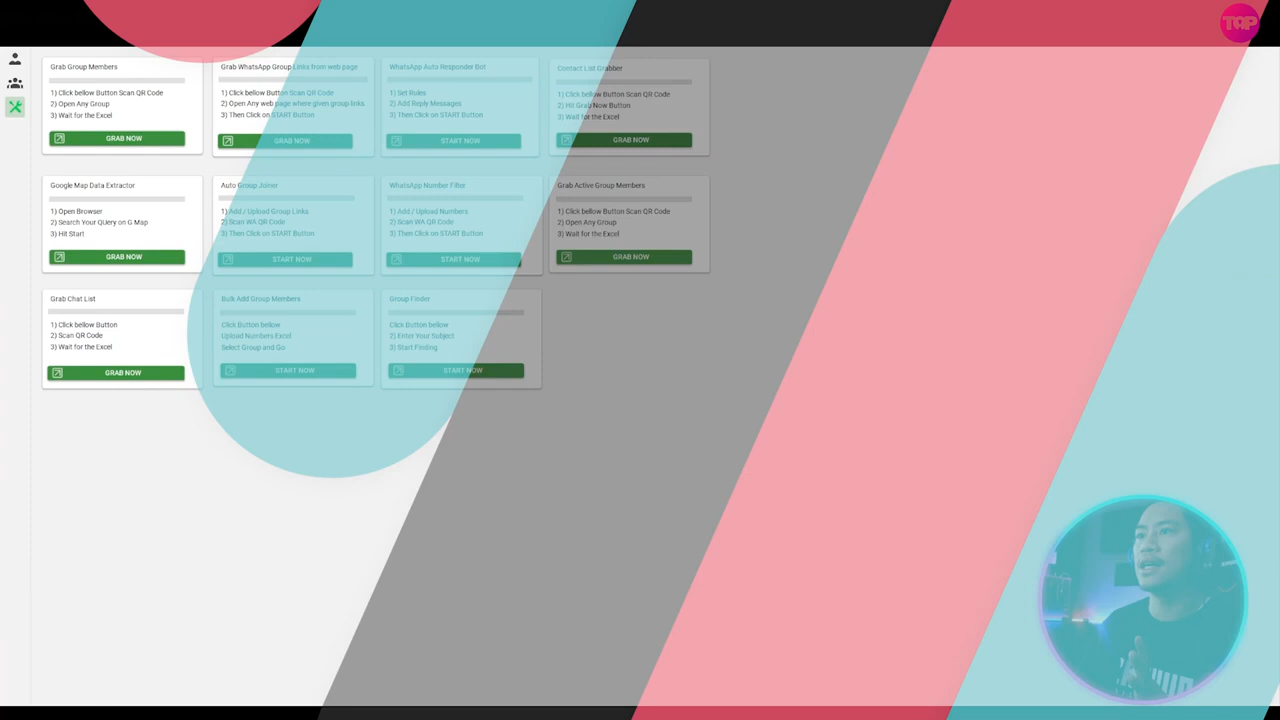 TOP
Grab Group Members
1) Click bellow Button Scan QR Code
2) Open Any Group
3) Wait for the Excel
GRAB NOW
Grab WhatsApp Group Links from web page
1) Click bellow Button Scan QR Code
2) Open Any web page where given group links
3) Then Click on START Button
GRAB NOW
WhatsApp Auto Responder Bot
1) Set Rules
2) Add Reply Messages
3) Then Click on START Button
START NOW
Contact List Grabber
1) Click bellow Button Scan QR Code
2) Hit Grab Now Button
3) Wait for the Excel
GRAB NOW
Google Map Data Extractor
1) Open Browser
2) Search Your QUery on G Map
3) Hit Start
GRAB NOW
Auto Group Joiner
1) Add / Upload Group Links
2) Scan WA QR Code
3) Then Click on START Button
START NOW
WhatsApp Number Filter
1) Add / Upload Numbers
2) Scan WA QR Code
3) Then Click on START Button
START NOW
Grab Active Group Members
1) Click bellow Button Scan QR Code
2) Open Any Group
3) Wait for the Excel
GRAB NOW
Grab Chat List
1) Click bellow Button
2) Scan QR Code
3) Wait for the Excel
GRAB NOW
Bulk Add Group Members
Click Button bellow
Upload Numbers Excel
Select Group and Go
START NOW
Group Finder
Click Button bellow
2) Enter Your Subject
3) Start Finding
START NOW